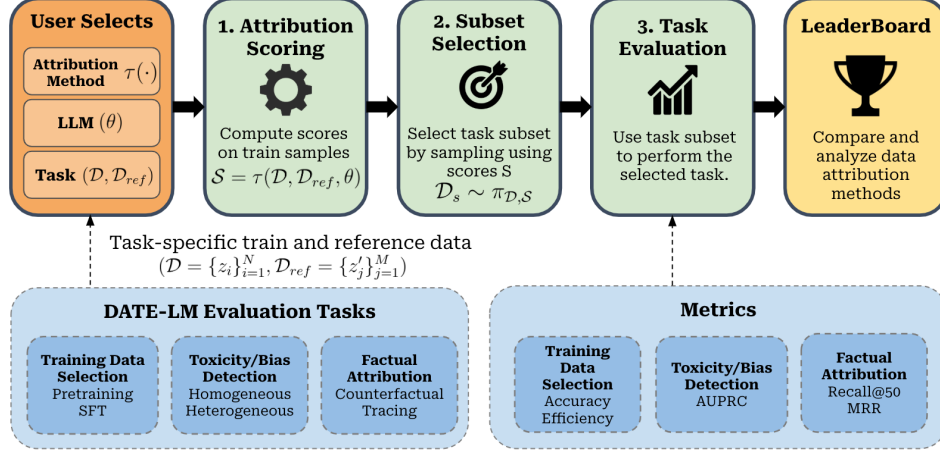 User Selects
Attribution
Method τ(·)
LLM (θ)
Task (𝒟, 𝒟_ref)
1. Attribution
Scoring
Compute scores
on train samples
𝒮 = τ(𝒟, 𝒟_ref, θ)
2. Subset
Selection
Select task subset
by sampling using
scores S
𝒟_s ∼ π_{𝒟,𝒮}
3. Task
Evaluation
Use task subset
to perform the
selected task.
LeaderBoard
Compare and
analyze data
attribution
methods
Task-specific train and reference data
(𝒟 = {z_i}_{i=1}^N, 𝒟_ref = {z'_j}_{j=1}^M)
DATE-LM Evaluation Tasks
Training Data
Selection
Pretraining
SFT
Toxicity/Bias
Detection
Homogeneous
Heterogeneous
Factual
Attribution
Counterfactual
Tracing
Metrics
Training
Data
Selection
Accuracy
Efficiency
Toxicity/Bias
Detection
AUPRC
Factual
Attribution
Recall@50
MRR